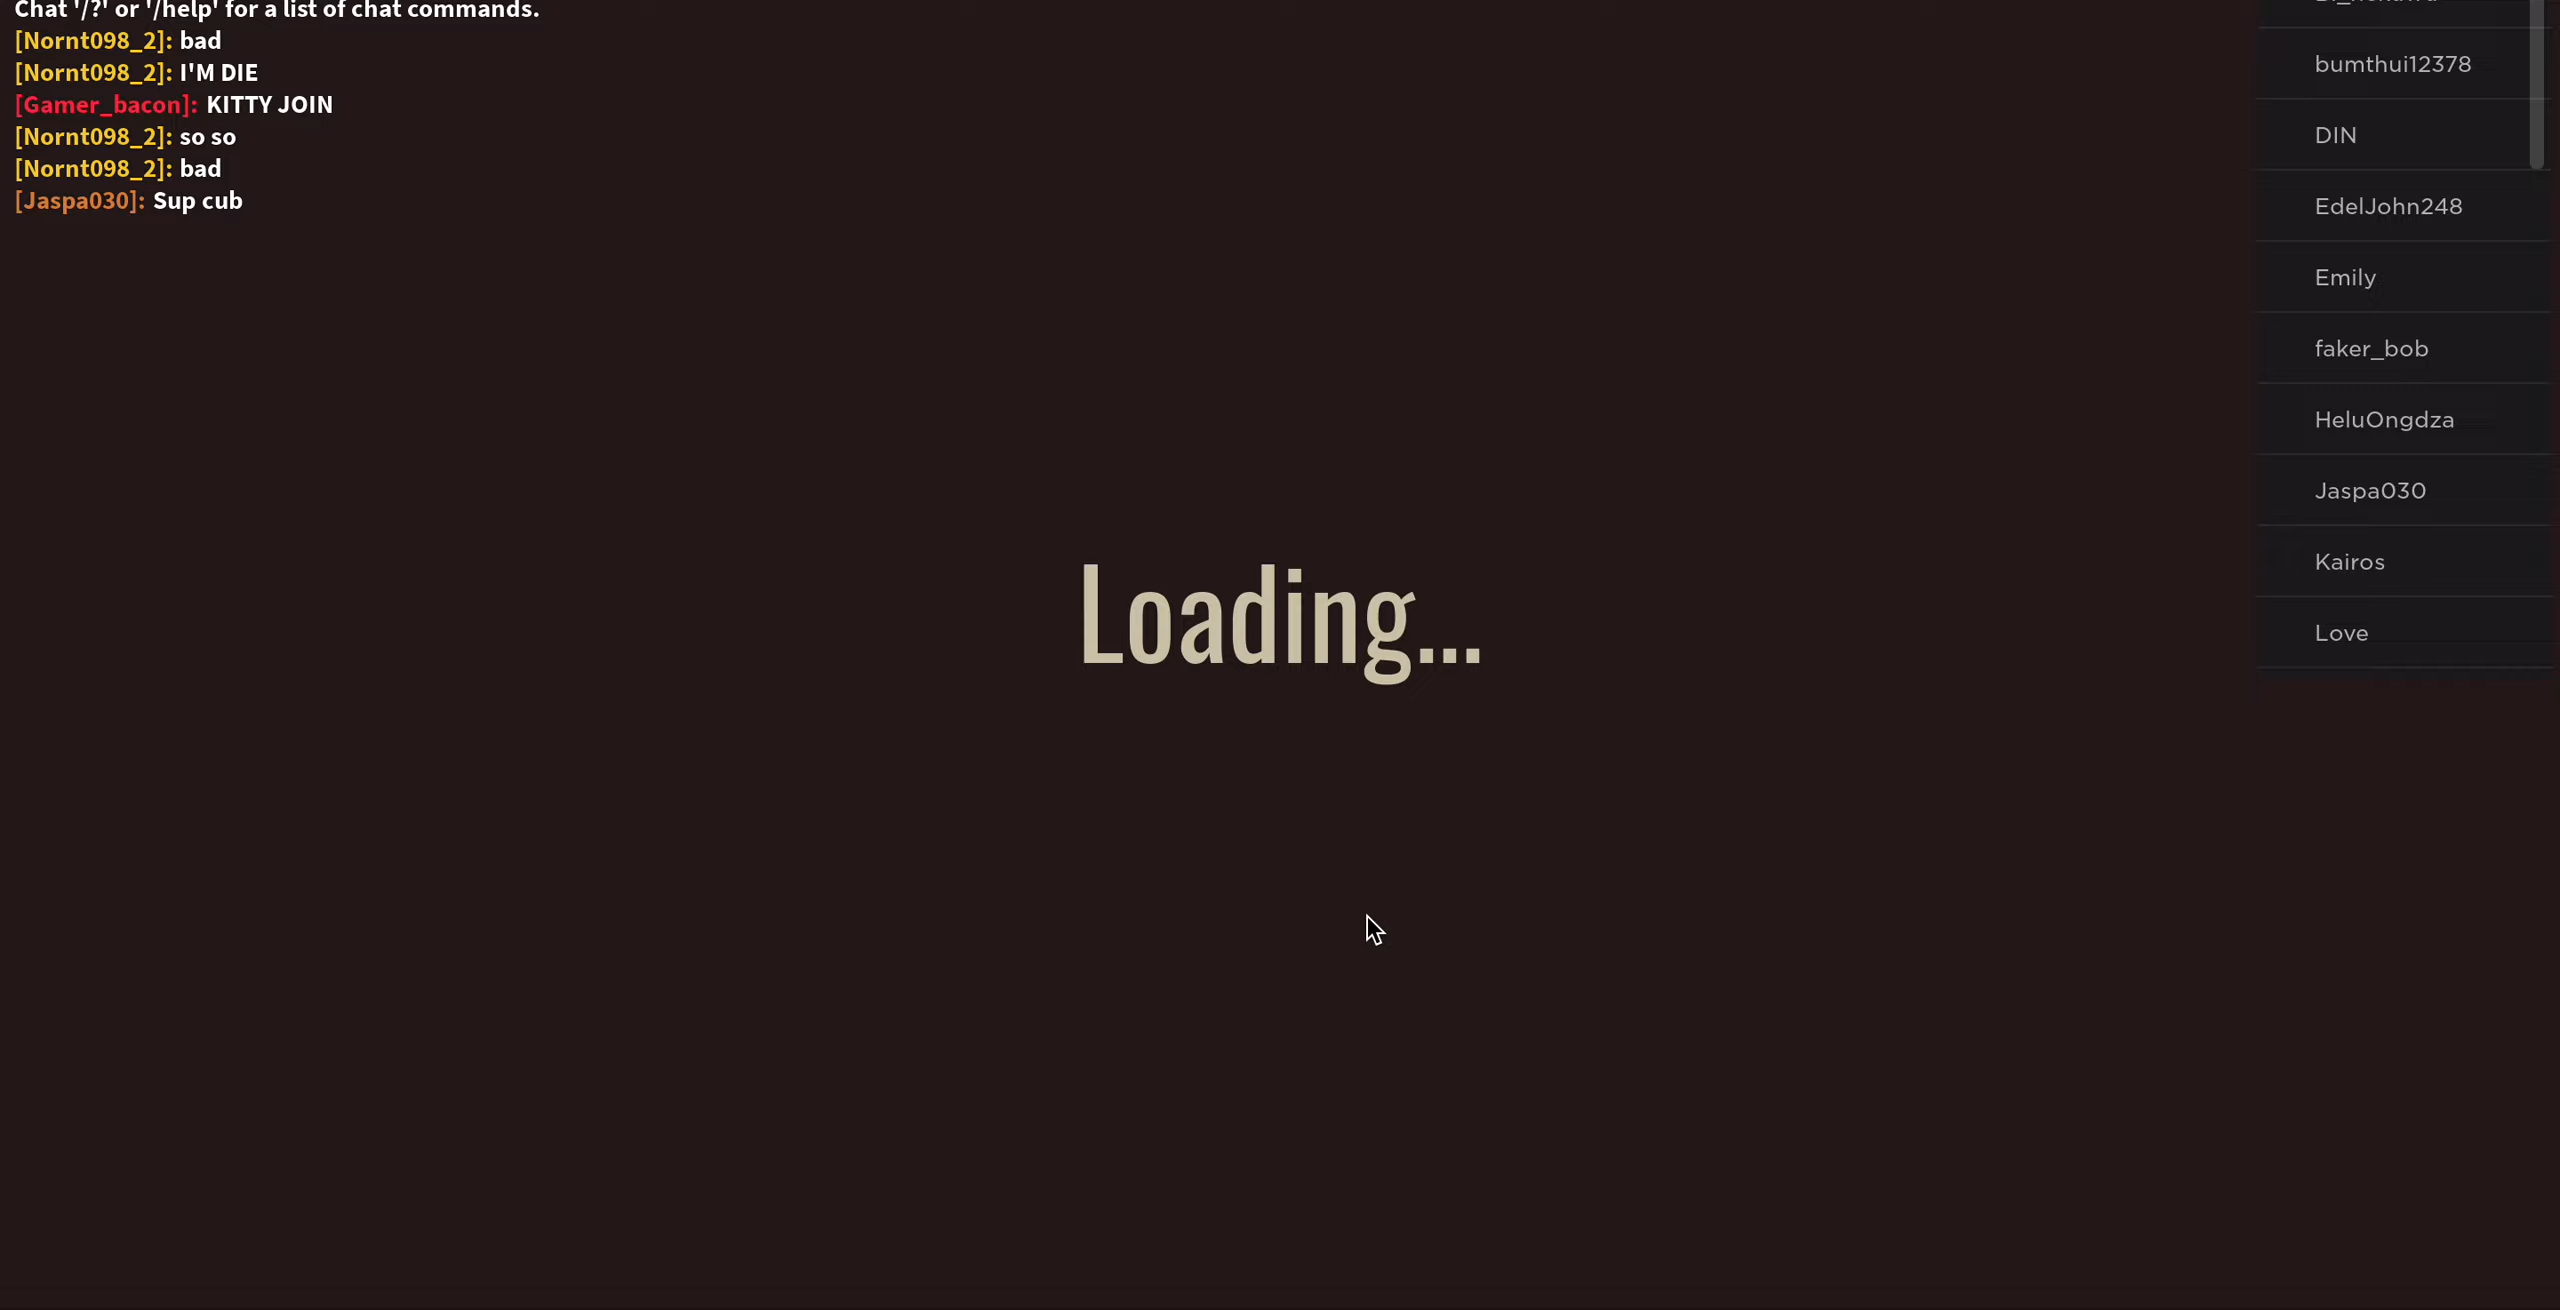 Chat '/?' or '/help' for a list of chat commands.
[Nornt098_2]: bad
[Nornt098_2]: I'M DIE
[Gamer_bacon]: KITTY JOIN
[Nornt098_2]: so so
[Nornt098_2]: bad
[Jaspa030]: Sup cub
bumthui12378
DIN
EdelJohn248
Emily
faker_bob
HeluOngdza
Jaspa030
Kairos
Love
Loading...